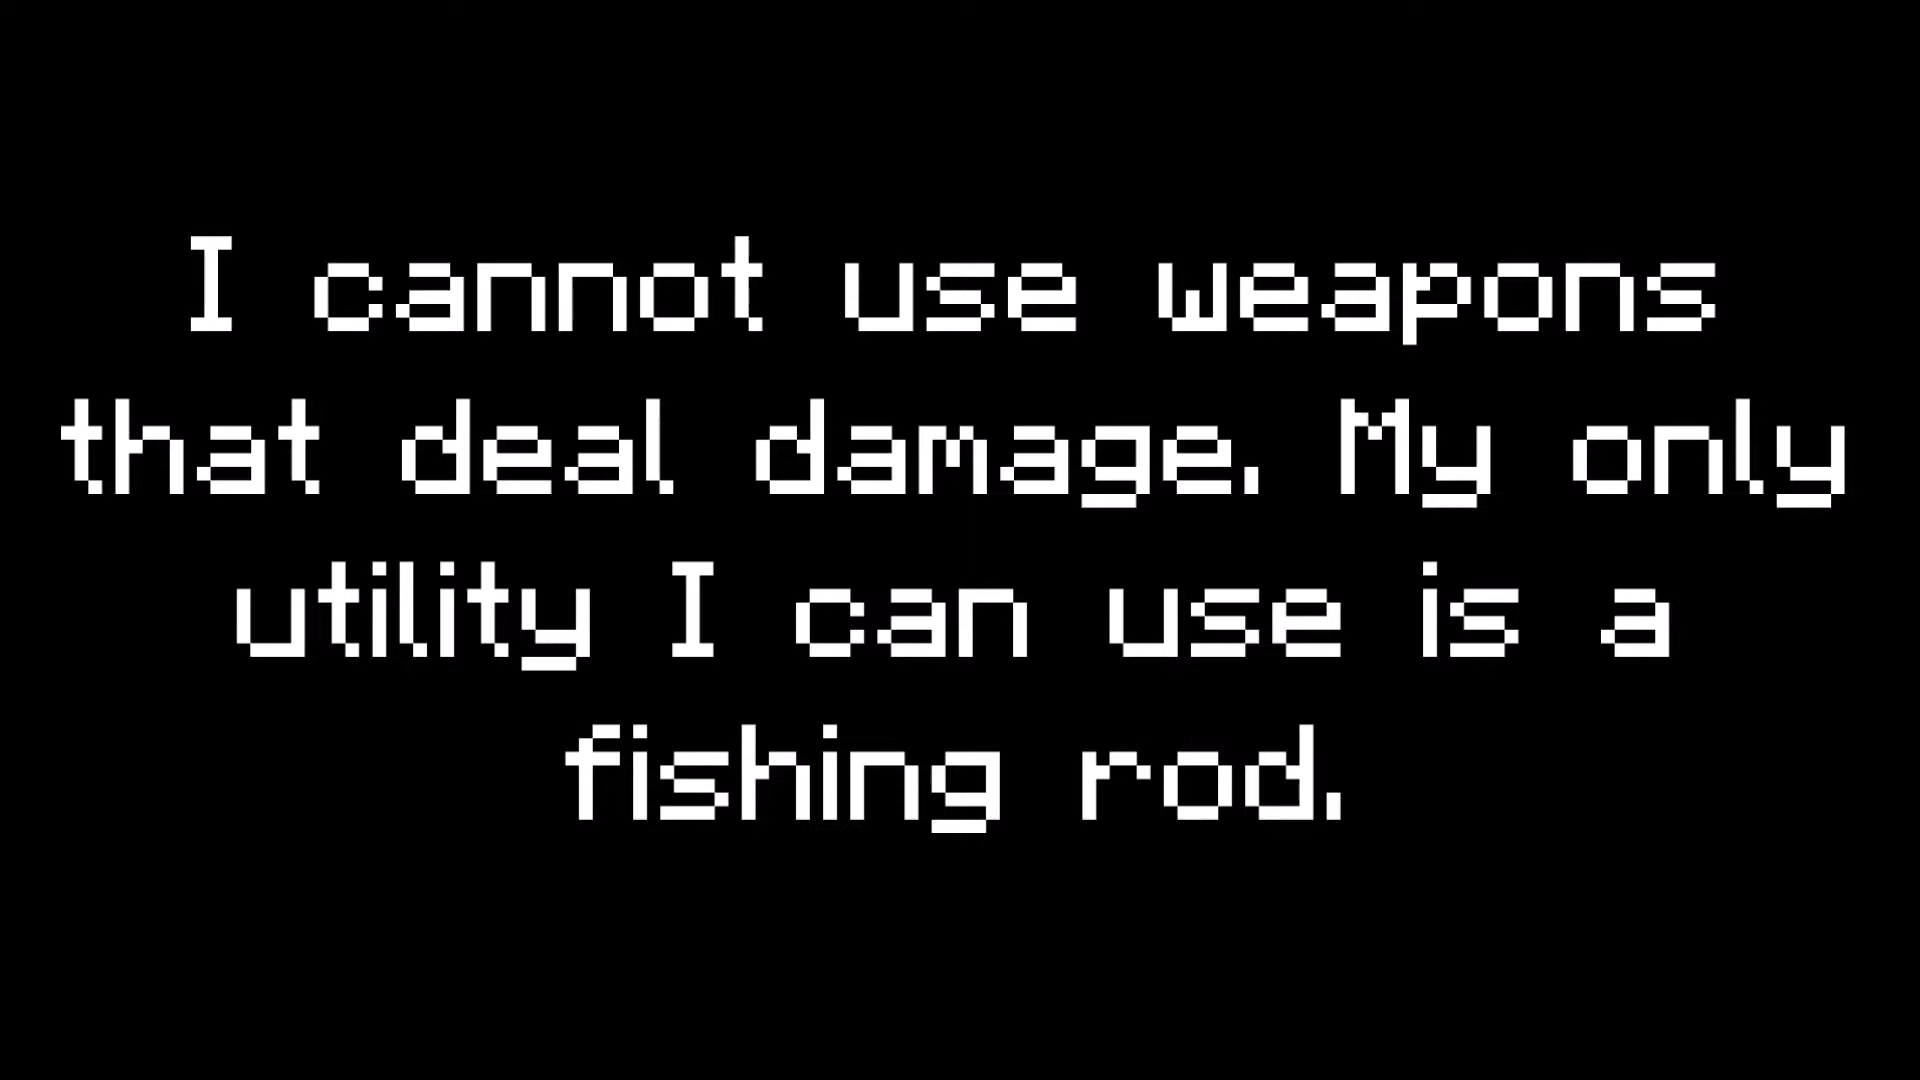 I cannot use weapons
that deal damage. My only
utility I can use is a
fishing rod.